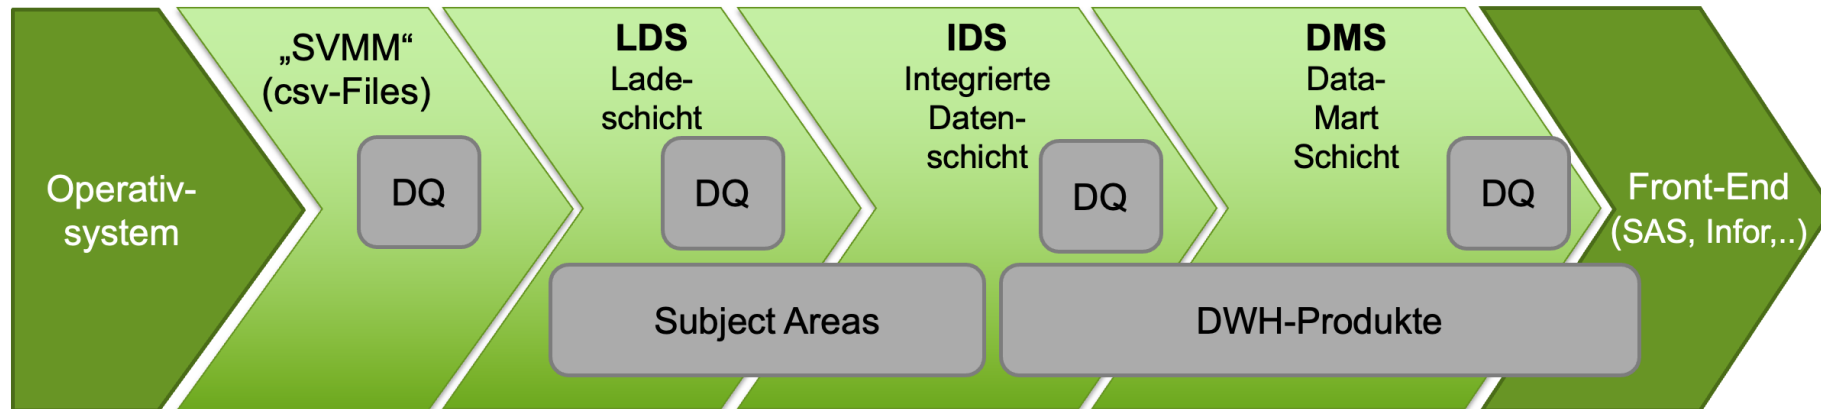 Operativ-
system
„SVMM“
(csv-Files)
DQ
LDS
Lade-
schicht
DQ
IDS
Integrierte
Daten-
schicht
DQ
DMS
Data-
Mart
Schicht
DQ
Front-End
(SAS, Infor,..)
Subject Areas
DWH-Produkte